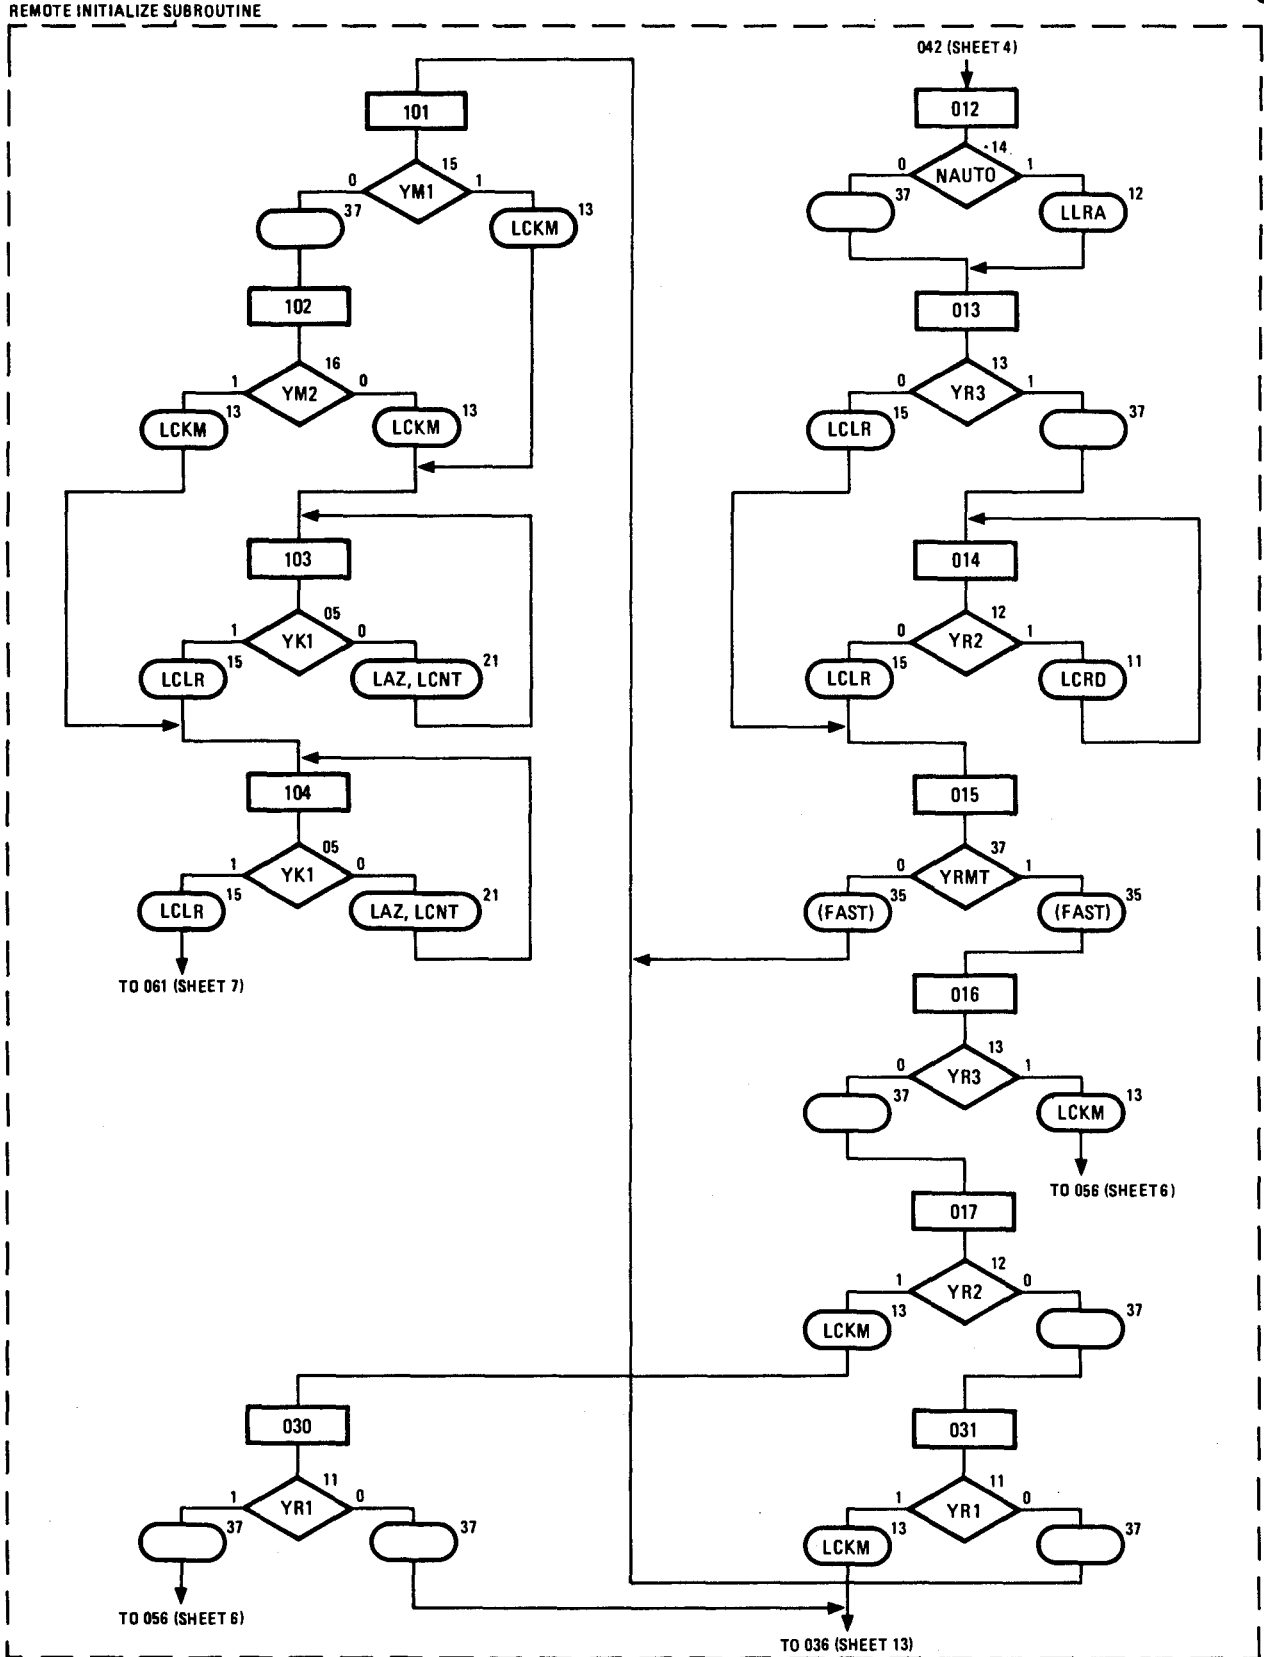 REMOTE INITIALIZE SUBROUTINE
042 (SHEET 4)
101
012
15
0 YM1 1
14
0 NAUTO 1
37
LCKM 13
37
LLRA 12
102
013
16
1 YM2 0
13
0 YR3 1
LCKM 13
LCKM 13
LCLR 15
37
103
014
05
1 YK1 0
12
0 YR2 1
LCLR 15
LAZ, LCNT 21
LCLR 15
LCRD 11
104
015
05
1 YK1 0
37
0 YRMT 1
LCLR 15
LAZ, LCNT 21
(FAST) 35
(FAST) 35
TO 061 (SHEET 7)
016
13
0 YR3 1
37
LCKM 13
TO 056 (SHEET 6)
017
12
1 YR2 0
LCKM 13
37
030
031
11
1 YR1 0
11
1 YR1 0
37
37
LCKM 13
37
TO 056 (SHEET 6)
TO 036 (SHEET 13)